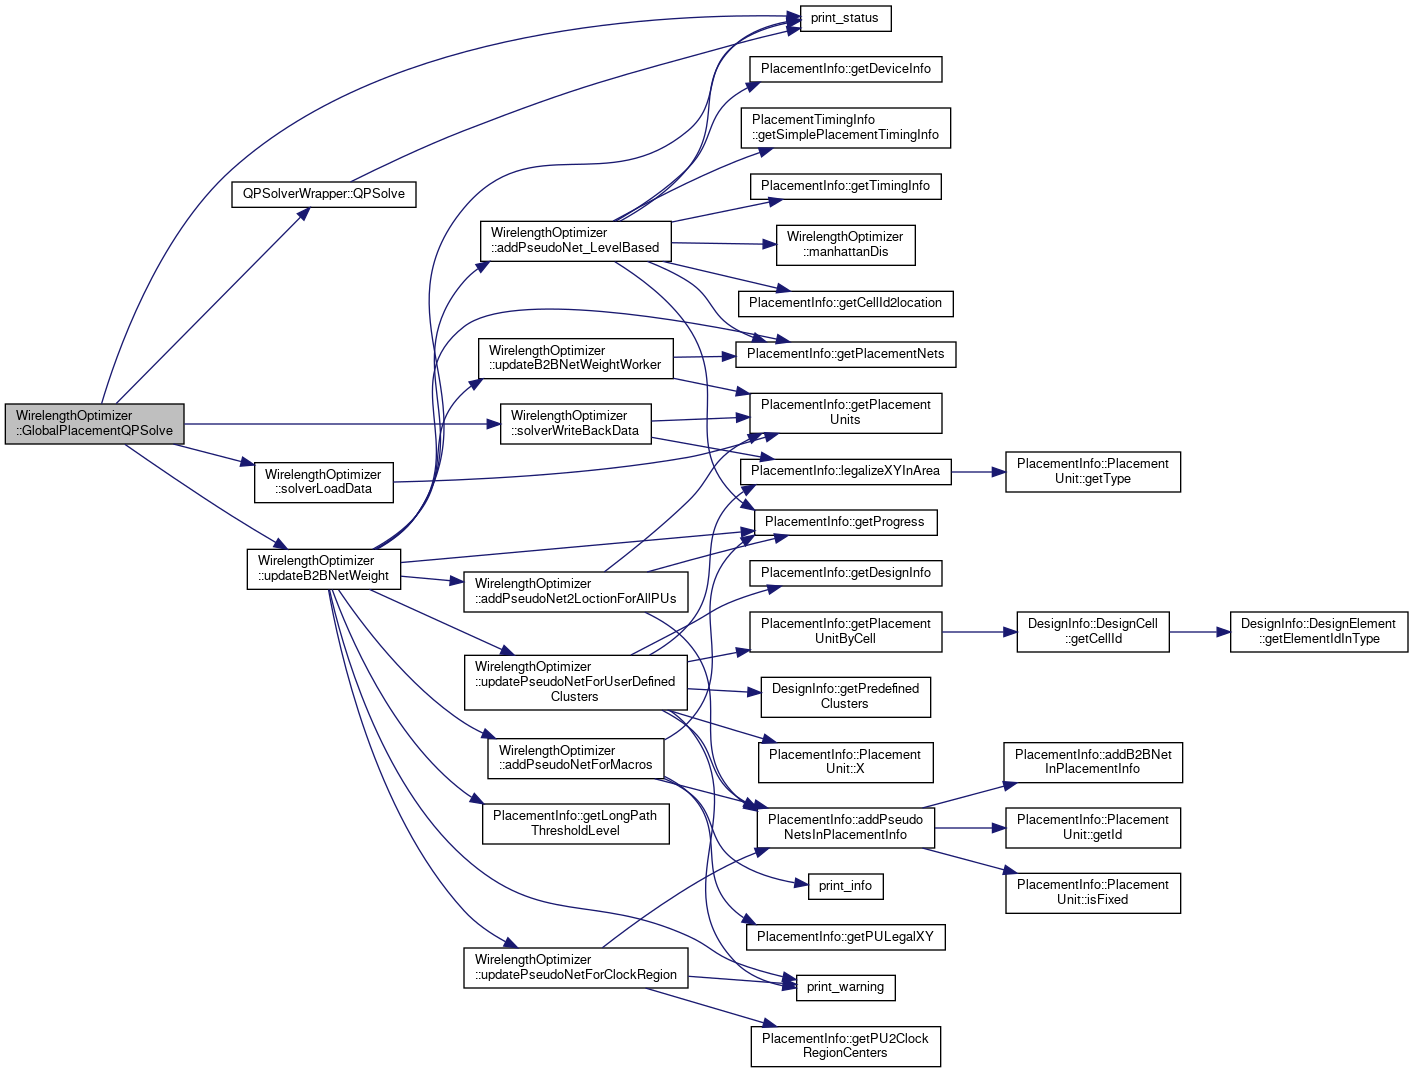 print_status
PlacementInfo::getDeviceInfo
PlacementTimingInfo
::getSimplePlacementTimingInfo
QPSolverWrapper::QPSolve
PlacementInfo::getTimingInfo
WirelengthOptimizer
::addPseudoNet_LevelBased
WirelengthOptimizer
::manhattanDis
PlacementInfo::getCellId2location
WirelengthOptimizer
::updateB2BNetWeightWorker
PlacementInfo::getPlacementNets
WirelengthOptimizer
::GlobalPlacementQPSolve
WirelengthOptimizer
::solverWriteBackData
PlacementInfo::getPlacement
Units
WirelengthOptimizer
::solverLoadData
PlacementInfo::legalizeXYInArea
PlacementInfo::Placement
Unit::getType
PlacementInfo::getProgress
WirelengthOptimizer
::updateB2BNetWeight
WirelengthOptimizer
::addPseudoNet2LoctionForAllPUs
PlacementInfo::getDesignInfo
PlacementInfo::getPlacement
UnitByCell
DesignInfo::DesignCell
::getCellId
DesignInfo::DesignElement
::getElementIdInType
WirelengthOptimizer
::updatePseudoNetForUserDefined
Clusters
DesignInfo::getPredefined
Clusters
WirelengthOptimizer
::addPseudoNetForMacros
PlacementInfo::Placement
Unit::X
PlacementInfo::addB2BNet
InPlacementInfo
PlacementInfo::getLongPath
ThresholdLevel
PlacementInfo::addPseudo
NetsInPlacementInfo
PlacementInfo::Placement
Unit::getId
print_info
PlacementInfo::Placement
Unit::isFixed
PlacementInfo::getPULegalXY
WirelengthOptimizer
::updatePseudoNetForClockRegion
print_warning
PlacementInfo::getPU2Clock
RegionCenters